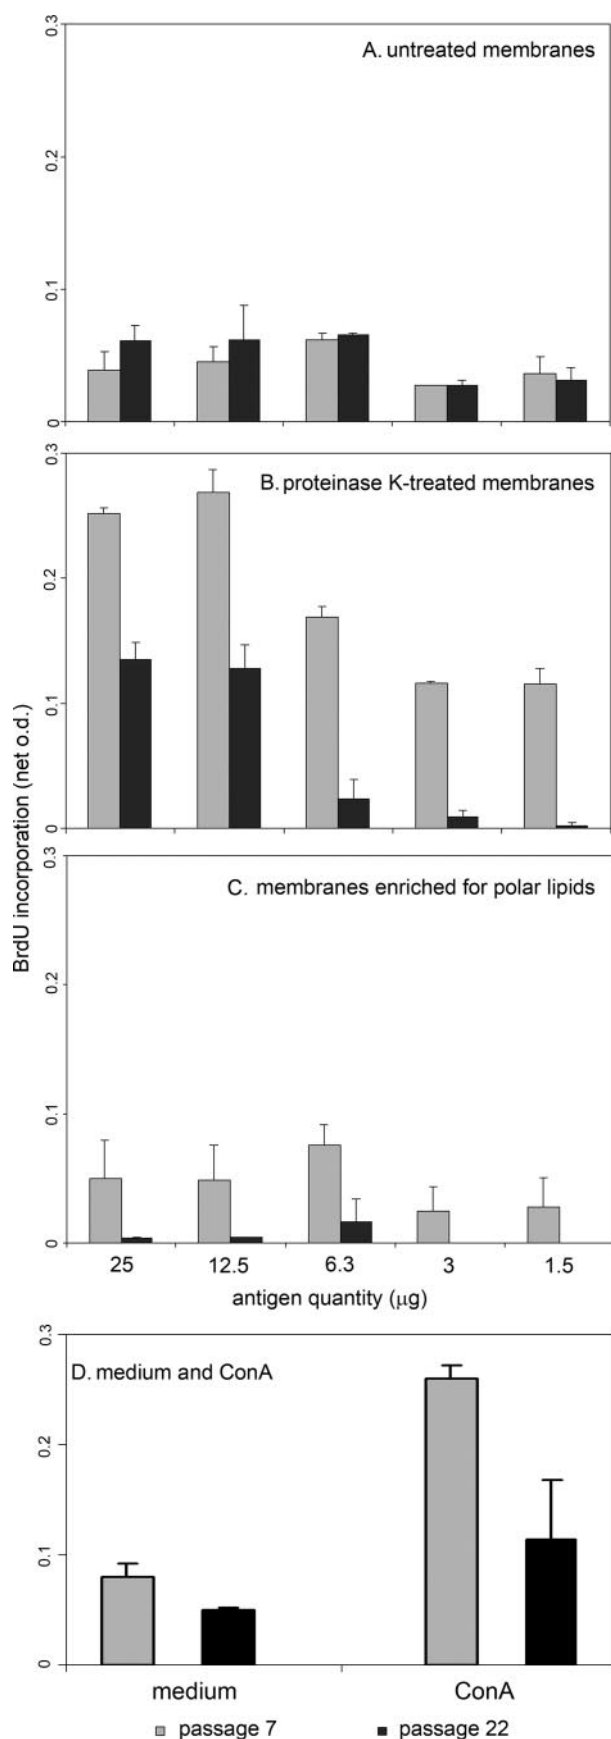 0.3
A. untreated membranes
0.2
0.1
0
0.3
B. proteinase K-treated membranes
0.2
0.1
0
BrdU incorporation (net o.d.)
0.3
C. membranes enriched for polar lipids
0.2
0.1
0
25 12.5 6.3 3 1.5
antigen quantity (µg)
0.3
D. medium and ConA
0.2
0.1
0
medium ConA
passage 7 passage 22